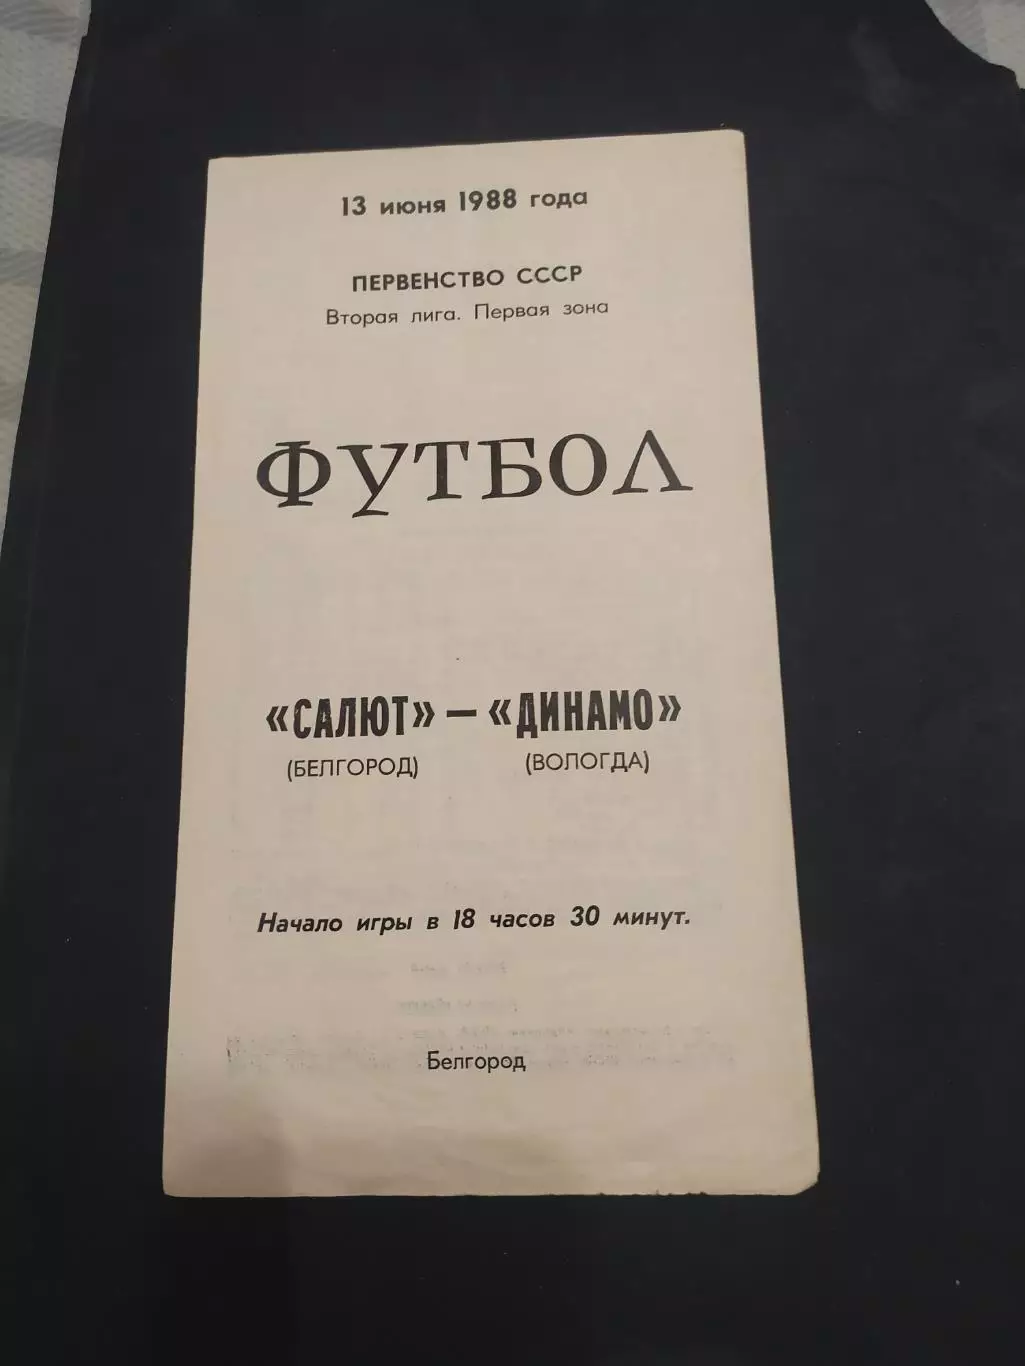 13 июня 1988 года
ПЕРВЕНСТВО СССР
Вторая лига. Первая зона
ФУТБОЛ
«САЛЮТ» — «ДИНАМО»
(БЕЛГОРОД) (ВОЛОГДА)
Начало игры в 18 часов 30 минут.
Белгород